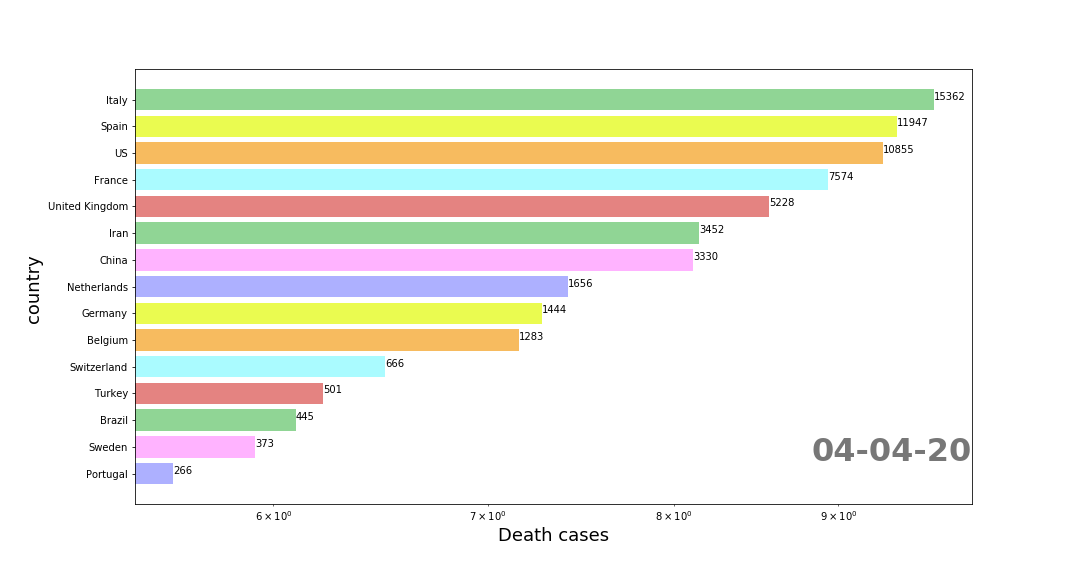 Italy 15362
Spain 11947
US 10855
France 7574
United Kingdom 5228
Iran 3452
China 3330
Netherlands 1656
Germany 1444
Belgium 1283
Switzerland 666
Turkey 501
Brazil 445
Sweden 373
Portugal 266
country
04-04-20
6 × 10⁰ 7 × 10⁰ 8 × 10⁰ 9 × 10⁰
Death cases